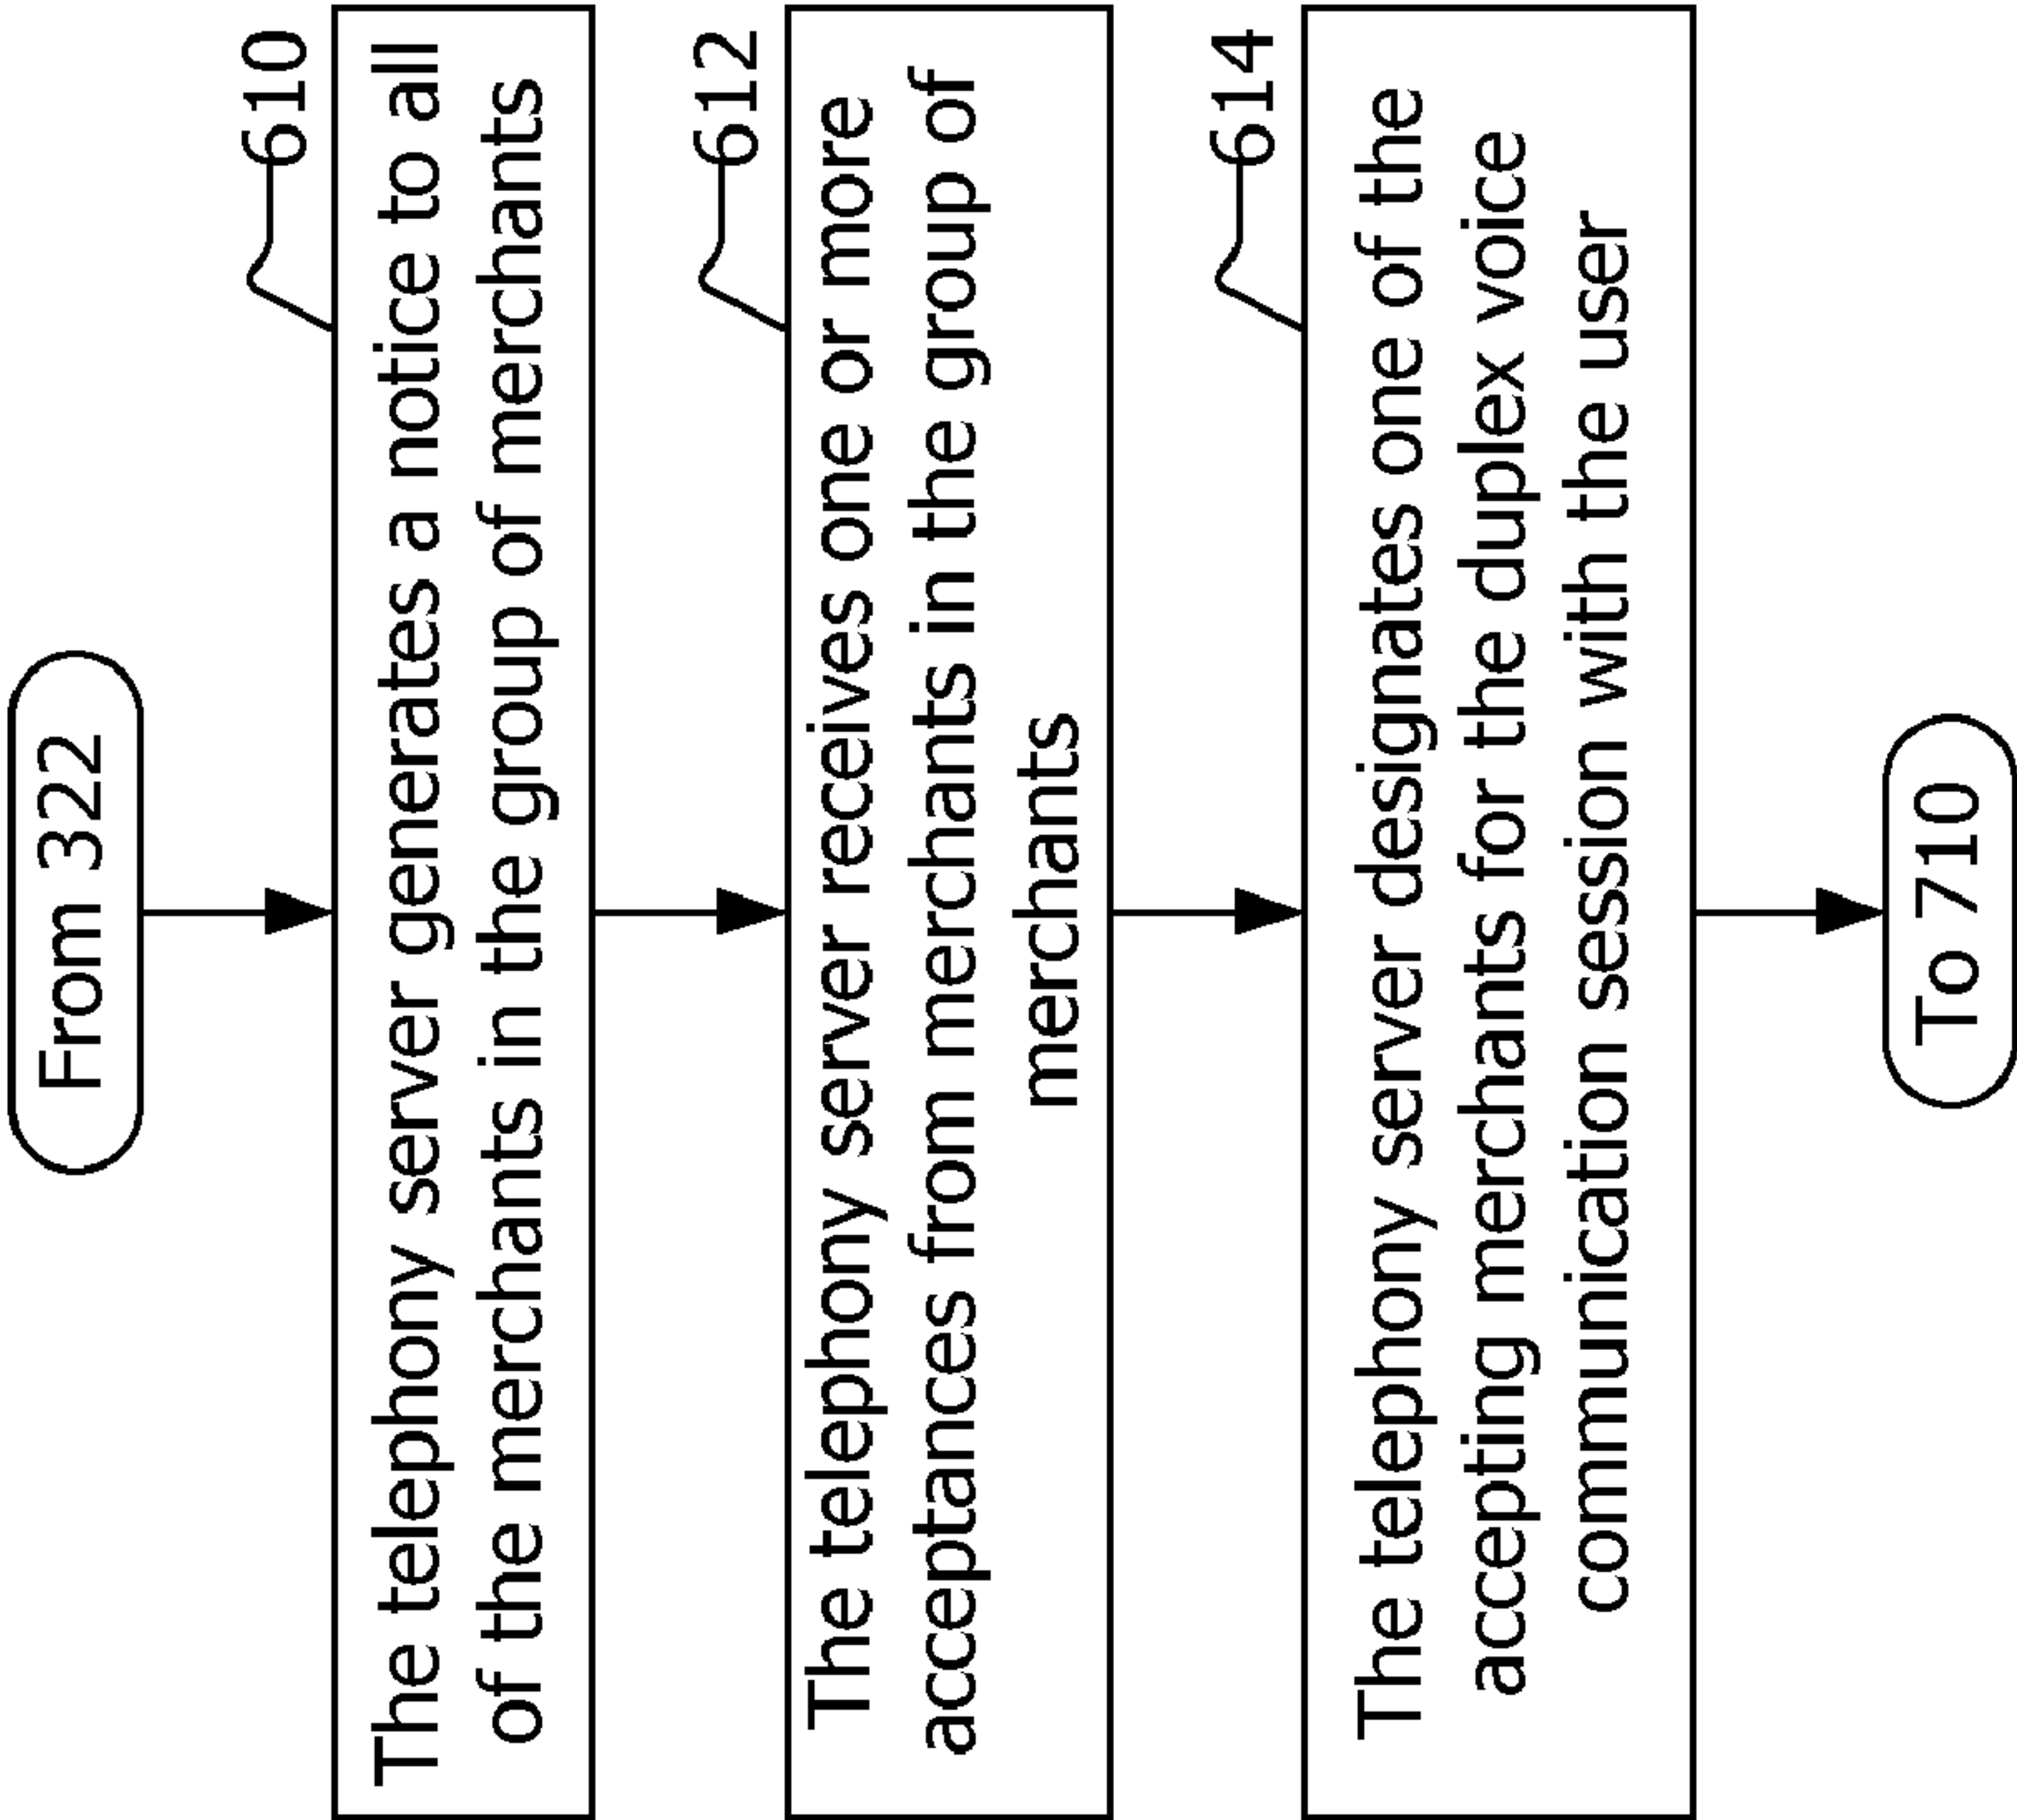 From 322
610
The telephony server generates a notice to all
of the merchants in the group of merchants
612
The telephony server receives one or more
acceptances from merchants in the group of
merchants
614
The telephony server designates one of the
accepting merchants for the duplex voice
communication session with the user
To 710